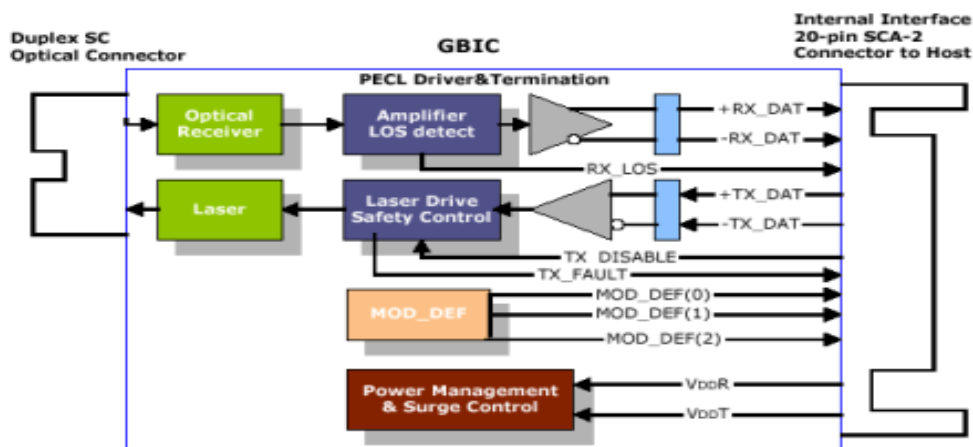 Duplex SC
Optical Connector
GBIC
Internal Interface
20-pin SCA-2
Connector to Host
PECL Driver&Termination
Optical
Receiver
Amplifier
LOS detect
+RX_DAT
-RX_DAT
RX_LOS
Laser
Laser Drive
Safety Control
+TX_DAT
-TX_DAT
TX_DISABLE
TX_FAULT
MOD_DEF
MOD_DEF(0)
MOD_DEF(1)
MOD_DEF(2)
Power Management
& Surge Control
VDDR
VDDT